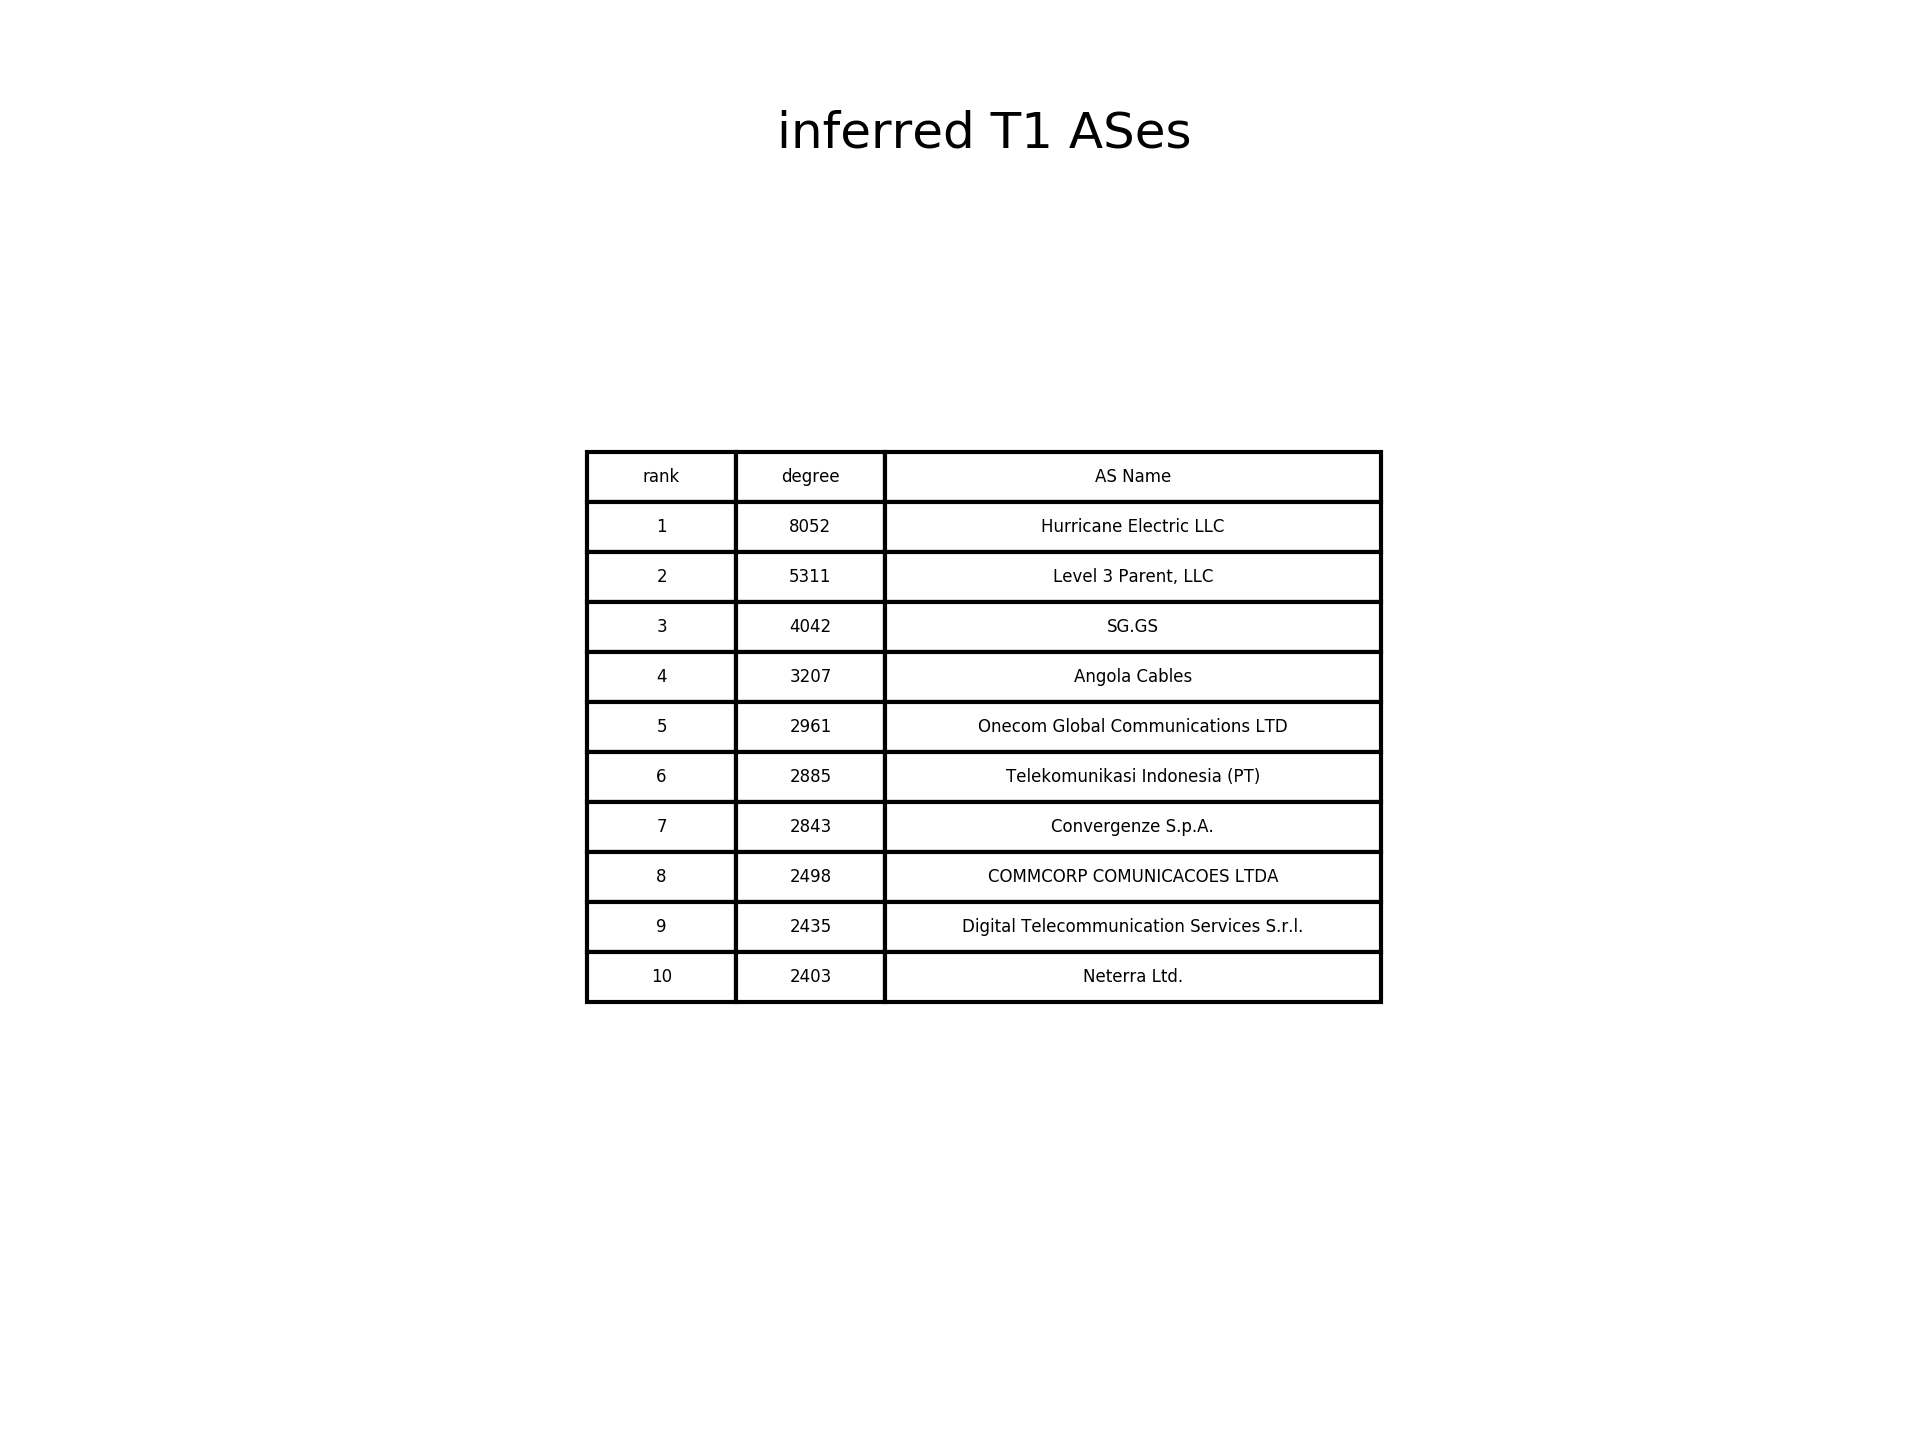 inferred T1 ASes
rank degree AS Name
1 8052 Hurricane Electric LLC
2 5311 Level 3 Parent, LLC
3 4042 SG.GS
4 3207 Angola Cables
5 2961 Onecom Global Communications LTD
6 2885 Telekomunikasi Indonesia (PT)
7 2843 Convergenze S.p.A.
8 2498 COMMCORP COMUNICACOES LTDA
9 2435 Digital Telecommunication Services S.r.l.
10 2403 Neterra Ltd.